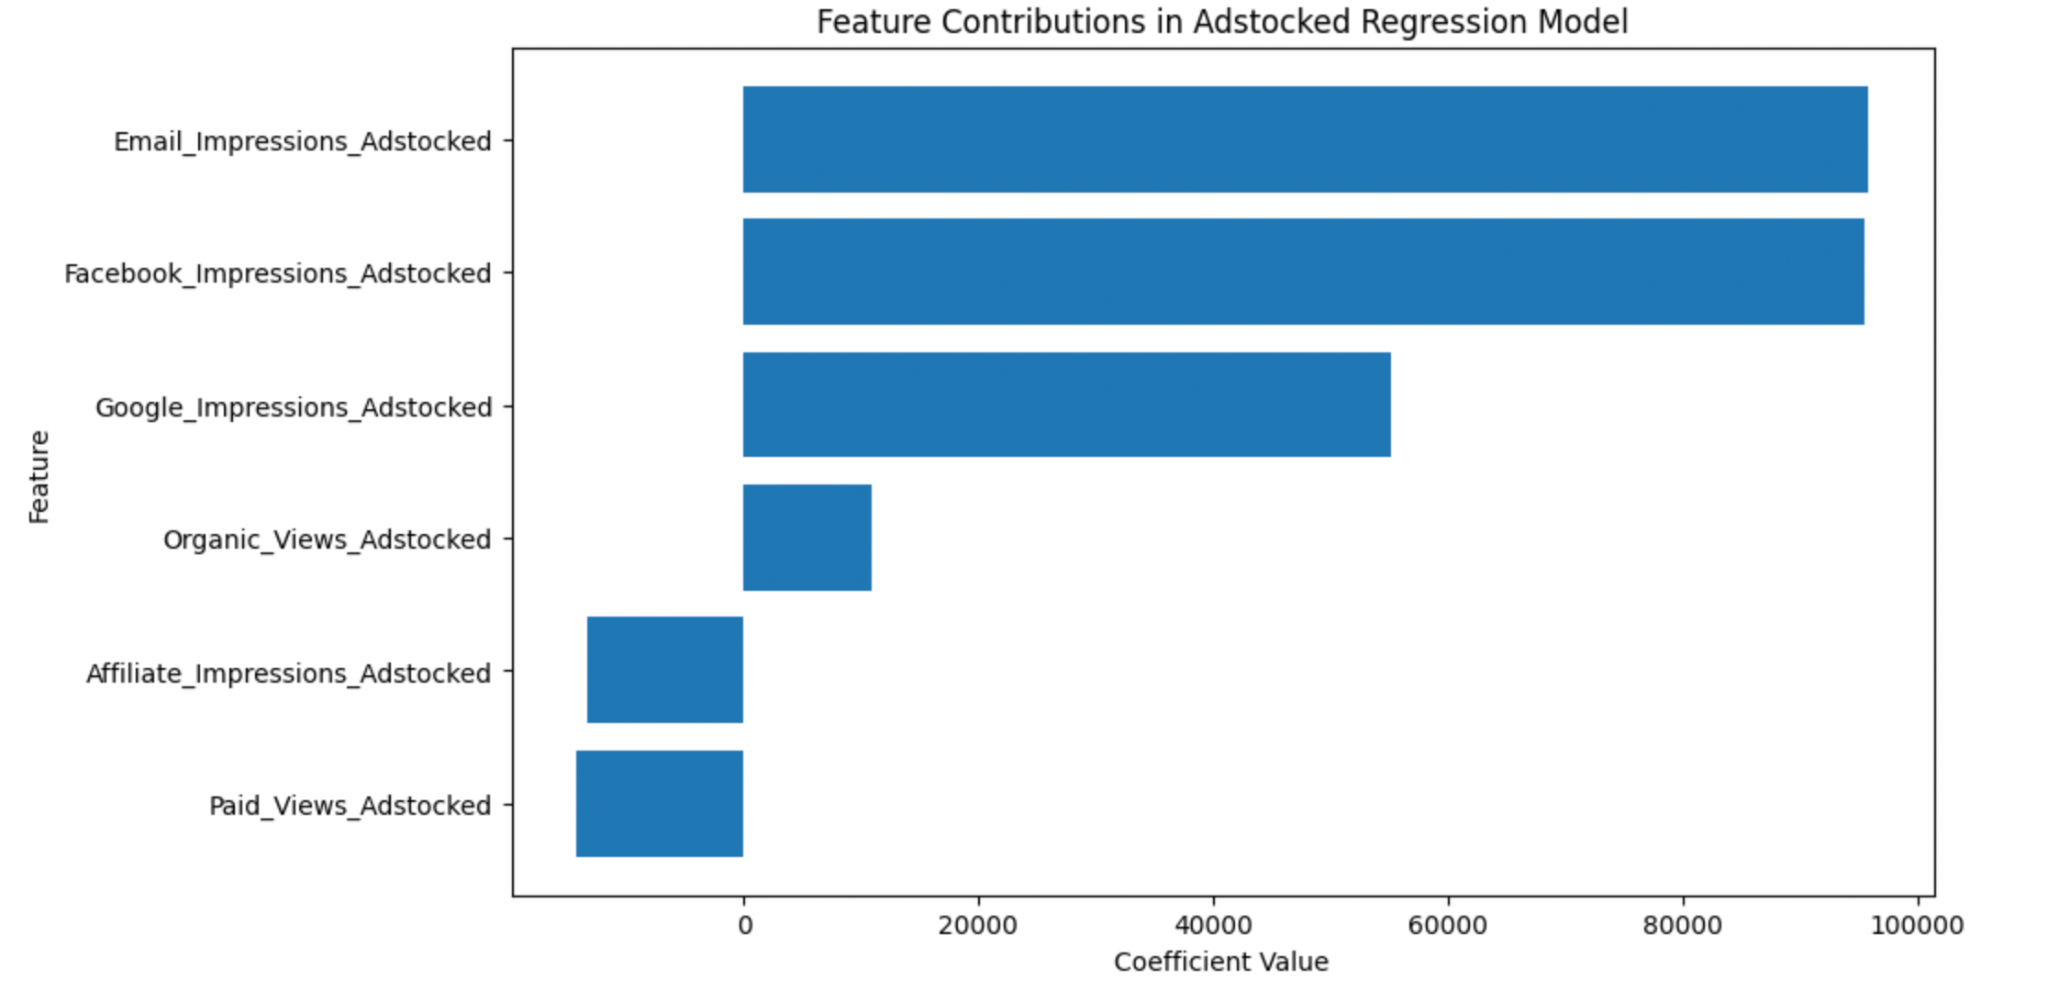 Feature Contributions in Adstocked Regression Model
Feature
Email_Impressions_Adstocked
Facebook_Impressions_Adstocked
Google_Impressions_Adstocked
Organic_Views_Adstocked
Affiliate_Impressions_Adstocked
Paid_Views_Adstocked
0 20000 40000 60000 80000 100000
Coefficient Value